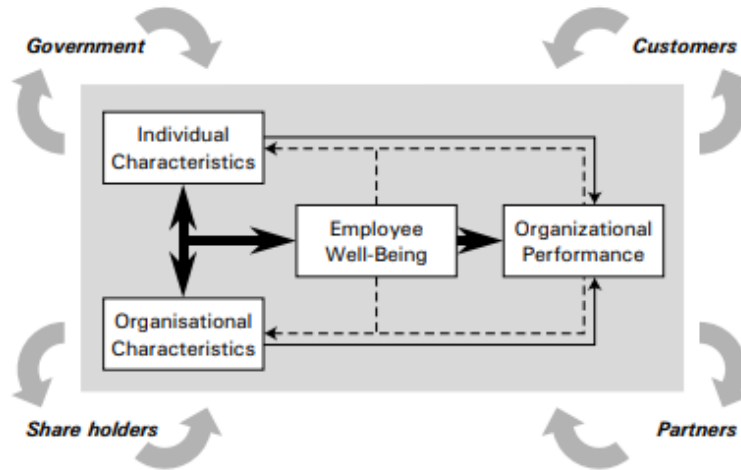 Government
Customers
Individual
Characteristics
Employee
Well-Being
Organizational
Performance
Organisational
Characteristics
Share holders
Partners